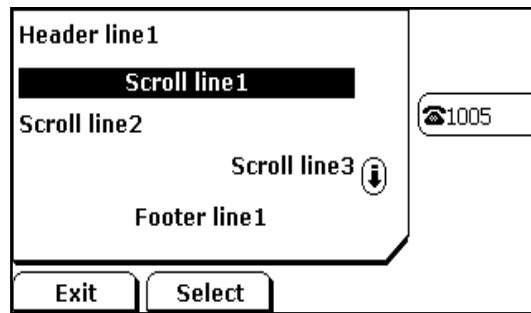 Header line1
Scroll line1
Scroll line2
Scroll line3
Footer line1
☎1005
Exit
Select